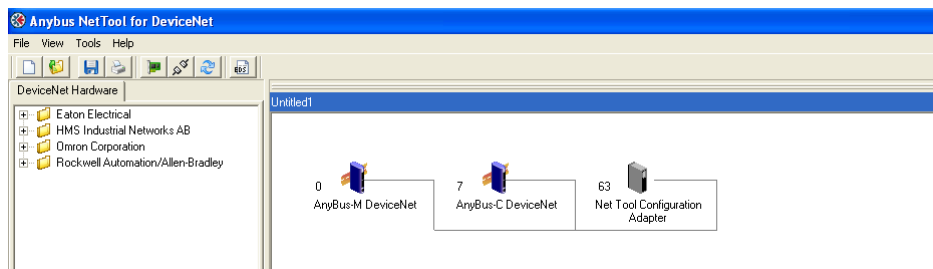 Anybus NetTool for DeviceNet
File View Tools Help
EDS
DeviceNet Hardware
Untitled1
Eaton Electrical
HMS Industrial Networks AB
Omron Corporation
Rockwell Automation/Allen-Bradley
0
AnyBus-M DeviceNet
7
AnyBus-C DeviceNet
63
Net Tool Configuration
Adapter